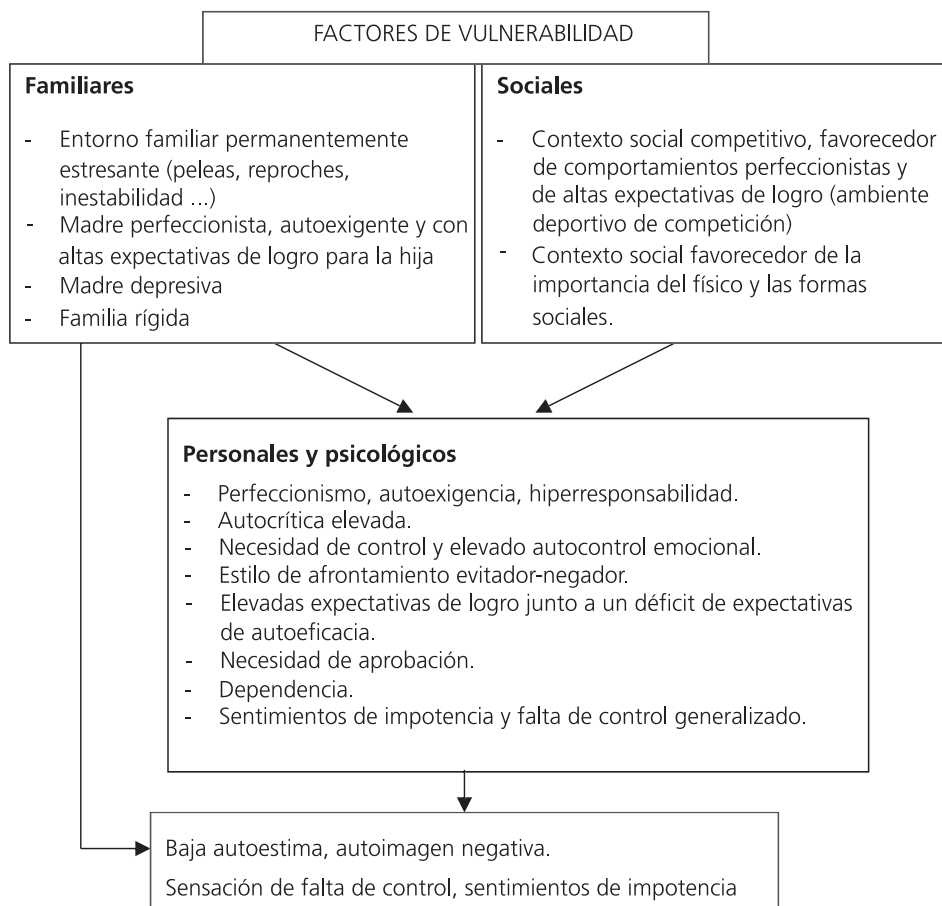 FACTORES DE VULNERABILIDAD
Familiares
- Entorno familiar permanentemente
estresante (peleas, reproches,
inestabilidad ...)
- Madre perfeccionista, autoexigente y con
altas expectativas de logro para la hija
- Madre depresiva
- Familia rígida
Sociales
- Contexto social competitivo, favorecedor
de comportamientos perfeccionistas y
de altas expectativas de logro (ambiente
deportivo de competición)
- Contexto social favorecedor de la
importancia del físico y las formas
sociales.
Personales y psicológicos
- Perfeccionismo, autoexigencia, hiperresponsabilidad.
- Autocrítica elevada.
- Necesidad de control y elevado autocontrol emocional.
- Estilo de afrontamiento evitador-negador.
- Elevadas expectativas de logro junto a un déficit de expectativas
de autoeficacia.
- Necesidad de aprobación.
- Dependencia.
- Sentimientos de impotencia y falta de control generalizado.
Baja autoestima, autoimagen negativa.
Sensación de falta de control, sentimientos de impotencia